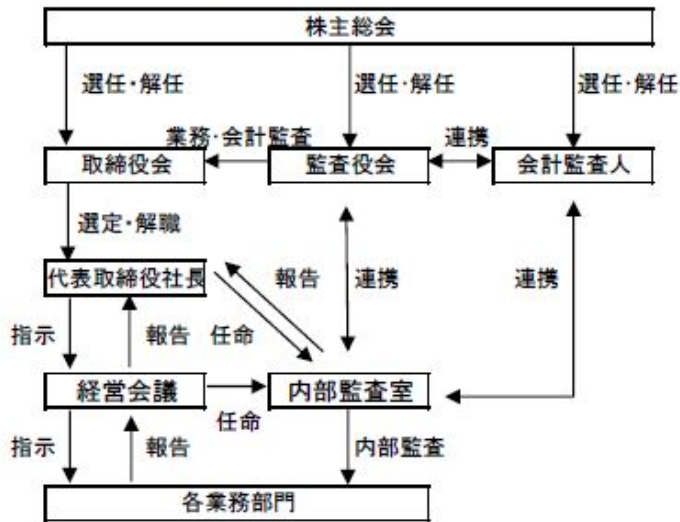 株主総会
選任・解任 選任・解任 選任・解任
業務・会計監査 連携
取締役会 監査役会 会計監査人
選定・解職
代表取締役社長 報告 連携 連携
指示 報告 任命
経営会議 内部監査室
任命
指示 報告 内部監査
各業務部門